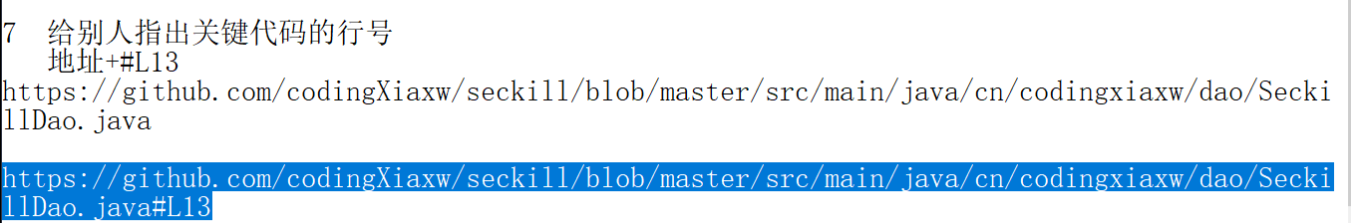 7 给别人指出关键代码的行号
地址+#L13
https://github.com/codingXiaxw/seckill/blob/master/src/main/java/cn/codingxiaxw/dao/Secki
llDao.java
https://github.com/codingXiaxw/seckill/blob/master/src/main/java/cn/codingxiaxw/dao/Secki
llDao.java#L13